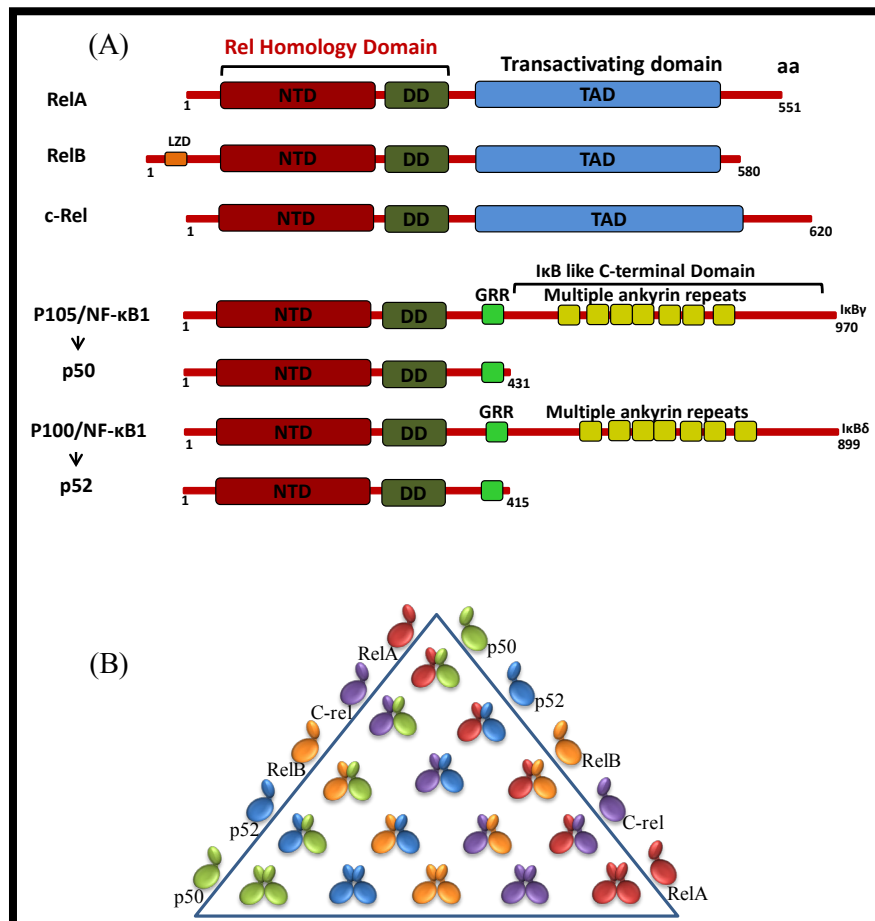 (A)
Rel Homology Domain
Transactivating domain
aa
RelA
1
NTD
DD
TAD
551
LZD
RelB
1
NTD
DD
TAD
580
c-Rel
1
NTD
DD
TAD
620
IκB like C-terminal Domain
GRR
Multiple ankyrin repeats
P105/NF-κB1
1
NTD
DD
IκBγ
970
p50
1
NTD
DD
431
GRR
Multiple ankyrin repeats
P100/NF-κB1
1
NTD
DD
IκBδ
899
p52
1
NTD
DD
415
(B)
RelA
p50
C-rel
p52
RelB
RelB
p52
C-rel
p50
RelA